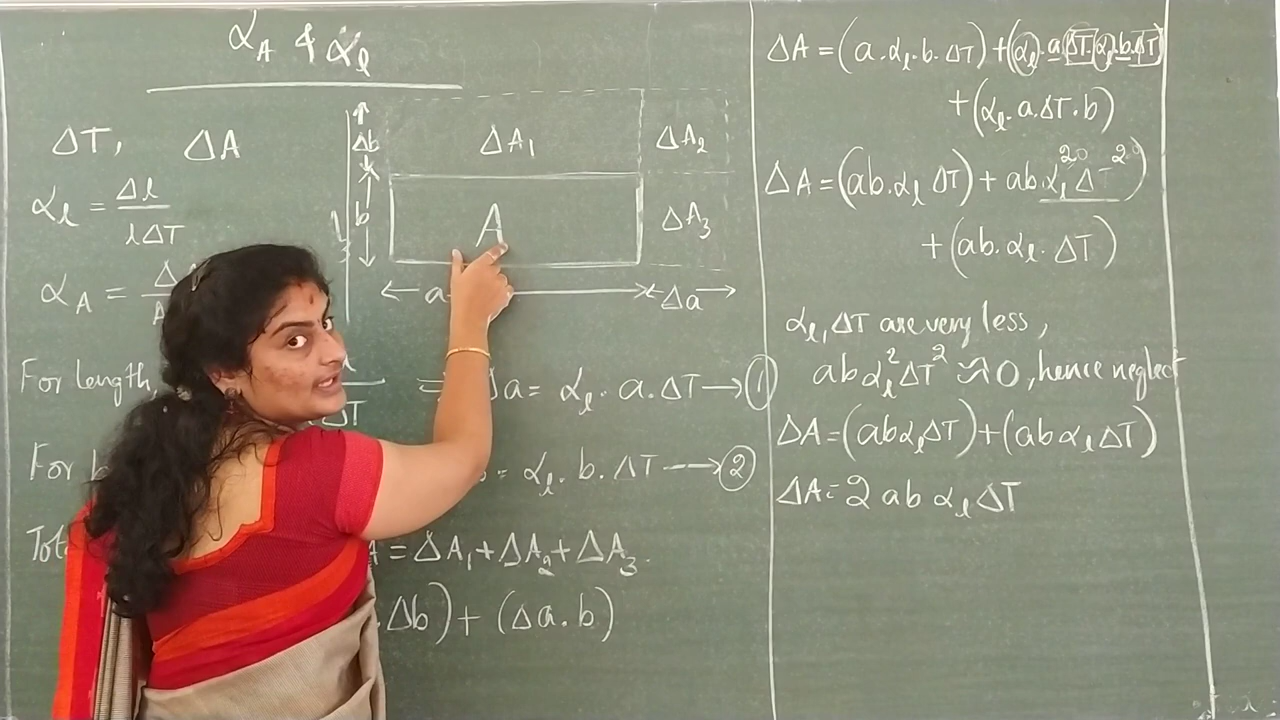 α_A & α_l
ΔT, ΔA
α_l = Δl / lΔT
α_A = Δ
Δb
b
ΔA₁
ΔA₂
A
ΔA₃
a
Δa
For length,
ΔT
⇒ Δa = α_l . a . ΔT → ①
For b
= α_l . b . ΔT → ②
= ΔA₁ + ΔA₂ + ΔA₃.
. Δb) + (Δa . b)
ΔA = (a . α_l . b . ΔT) + (α_l . a ΔT . α_l . b . ΔT)
+ (α_l . a . ΔT . b)
ΔA = (ab . α_l ΔT) + ab . α_l² ΔT²)
+ (ab . α_l . ΔT)
α_l, ΔT are very less,
ab α_l² ΔT² ≈ 0, hence neglect
ΔA = (ab α_l ΔT) + (ab α_l ΔT)
ΔA = 2 ab α_l ΔT